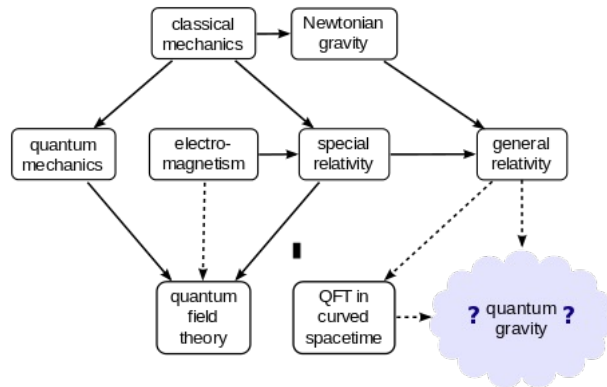 classical
mechanics
Newtonian
gravity
quantum
mechanics
electro-
magnetism
special
relativity
general
relativity
quantum
field
theory
QFT in
curved
spacetime
? quantum ?
gravity